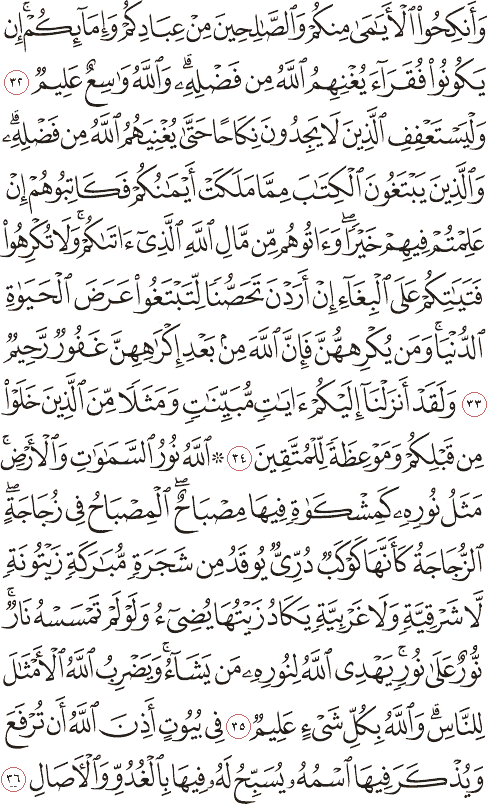 وَأَنكِحُوا۟ ٱلْأَيَـٰمَىٰ مِنكُمْ وَٱلصَّـٰلِحِينَ مِنْ عِبَادِكُمْ وَإِمَآئِكُمْ ۚ إِن
يَكُونُوا۟ فُقَرَآءَ يُغْنِهِمُ ٱللَّهُ مِن فَضْلِهِۦ ۗ وَٱللَّهُ وَٰسِعٌ عَلِيمٌ ٣٢
وَلْيَسْتَعْفِفِ ٱلَّذِينَ لَا يَجِدُونَ نِكَاحًا حَتَّىٰ يُغْنِيَهُمُ ٱللَّهُ مِن فَضْلِهِۦ ۗ
وَٱلَّذِينَ يَبْتَغُونَ ٱلْكِتَـٰبَ مِمَّا مَلَكَتْ أَيْمَـٰنُكُمْ فَكَاتِبُوهُمْ إِنْ
عَلِمْتُمْ فِيهِمْ خَيْرًا ۖ وَءَاتُوهُم مِّن مَّالِ ٱللَّهِ ٱلَّذِىٓ ءَاتَىٰكُمْ ۚ وَلَا تُكْرِهُوا۟
فَتَيَـٰتِكُمْ عَلَى ٱلْبِغَآءِ إِنْ أَرَدْنَ تَحَصُّنًا لِّتَبْتَغُوا۟ عَرَضَ ٱلْحَيَوٰةِ
ٱلدُّنْيَا ۚ وَمَن يُكْرِههُّنَّ فَإِنَّ ٱللَّهَ مِنۢ بَعْدِ إِكْرَٰهِهِنَّ غَفُورٌ رَّحِيمٌ
٣٣ وَلَقَدْ أَنزَلْنَآ إِلَيْكُمْ ءَايَـٰتٍ مُّبَيِّنَـٰتٍ وَمَثَلًا مِّنَ ٱلَّذِينَ خَلَوْا۟
مِن قَبْلِكُمْ وَمَوْعِظَةً لِّلْمُتَّقِينَ ٣٤ ۞ ٱللَّهُ نُورُ ٱلسَّمَـٰوَٰتِ وَٱلْأَرْضِ ۚ
مَثَلُ نُورِهِۦ كَمِشْكَوٰةٍ فِيهَا مِصْبَاحٌ ۖ ٱلْمِصْبَاحُ فِى زُجَاجَةٍ ۖ
ٱلزُّجَاجَةُ كَأَنَّهَا كَوْكَبٌ دُرِّىٌّ يُوقَدُ مِن شَجَرَةٍ مُّبَـٰرَكَةٍ زَيْتُونَةٍ
لَّا شَرْقِيَّةٍ وَلَا غَرْبِيَّةٍ يَكَادُ زَيْتُهَا يُضِىٓءُ وَلَوْ لَمْ تَمْسَسْهُ نَارٌ ۚ
نُّورٌ عَلَىٰ نُورٍ ۗ يَهْدِى ٱللَّهُ لِنُورِهِۦ مَن يَشَآءُ ۚ وَيَضْرِبُ ٱللَّهُ ٱلْأَمْثَـٰلَ
لِلنَّاسِ ۗ وَٱللَّهُ بِكُلِّ شَىْءٍ عَلِيمٌ ٣٥ فِى بُيُوتٍ أَذِنَ ٱللَّهُ أَن تُرْفَعَ
وَيُذْكَرَ فِيهَا ٱسْمُهُۥ يُسَبِّحُ لَهُۥ فِيهَا بِٱلْغُدُوِّ وَٱلْـَٔاصَالِ ٣٦